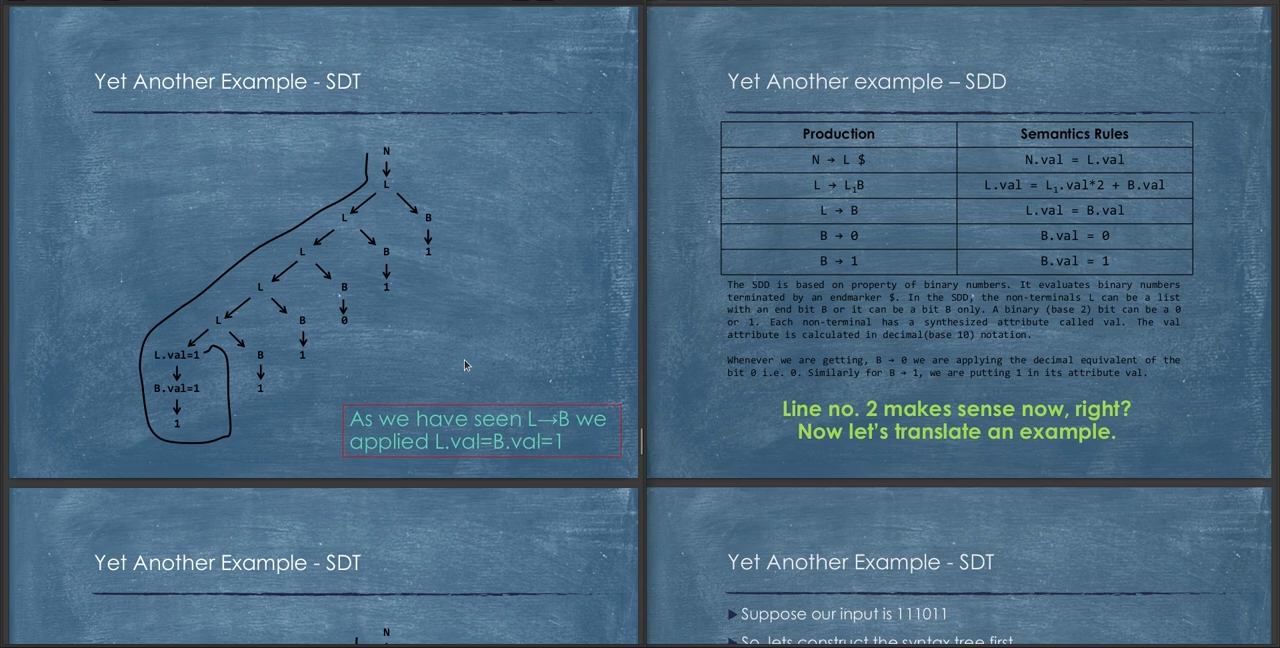 Yet Another Example - SDT
N
L
L B
L B 1
L B 1
L B 0
L.val=1 B 1
B.val=1 1
1
As we have seen L→B we
applied L.val=B.val=1
Yet Another example – SDD
Production Semantics Rules
N → L $ N.val = L.val
L → L₁B L.val = L₁.val*2 + B.val
L → B L.val = B.val
B → 0 B.val = 0
B → 1 B.val = 1
The SDD is based on property of binary numbers. It evaluates binary numbers
terminated by an endmarker $. In the SDD, the non-terminals L can be a list
with an end bit B or it can be a bit B only. A binary (base 2) bit can be a 0
or 1. Each non-terminal has a synthesized attribute called val. The val
attribute is calculated in decimal(base 10) notation.
Whenever we are getting, B → 0 we are applying the decimal equivalent of the
bit 0 i.e. 0. Similarly for B → 1, we are putting 1 in its attribute val.
Line no. 2 makes sense now, right?
Now let's translate an example.
Yet Another Example - SDT
N
Yet Another Example - SDT
Suppose our input is 111011
So, lets construct the syntax tree first